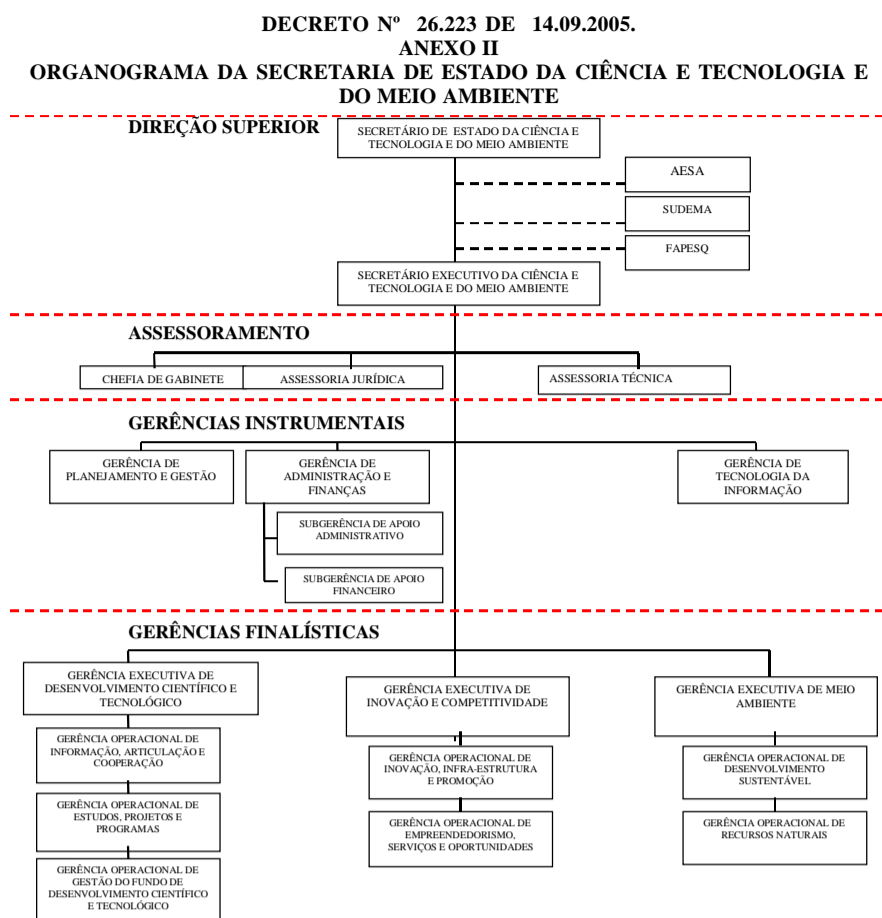 DECRETO Nº 26.223 DE 14.09.2005.
ANEXO II
ORGANOGRAMA DA SECRETARIA DE ESTADO DA CIÊNCIA E TECNOLOGIA E
DO MEIO AMBIENTE
DIREÇÃO SUPERIOR
SECRETÁRIO DE ESTADO DA CIÊNCIA E
TECNOLOGIA E DO MEIO AMBIENTE
AESA
SUDEMA
FAPESQ
SECRETÁRIO EXECUTIVO DA CIÊNCIA E
TECNOLOGIA E DO MEIO AMBIENTE
ASSESSORAMENTO
CHEFIA DE GABINETE
ASSESSORIA JURÍDICA
ASSESSORIA TÉCNICA
GERÊNCIAS INSTRUMENTAIS
GERÊNCIA DE
PLANEJAMENTO E GESTÃO
GERÊNCIA DE
ADMINISTRAÇÃO E
FINANÇAS
GERÊNCIA DE
TECNOLOGIA DA
INFORMAÇÃO
SUBGERÊNCIA DE APOIO
ADMINISTRATIVO
SUBGERÊNCIA DE APOIO
FINANCEIRO
GERÊNCIAS FINALÍSTICAS
GERÊNCIA EXECUTIVA DE
DESENVOLVIMENTO CIENTÍFICO E
TECNOLÓGICO
GERÊNCIA OPERACIONAL DE
INFORMAÇÃO, ARTICULAÇÃO E
COOPERAÇÃO
GERÊNCIA OPERACIONAL DE
ESTUDOS, PROJETOS E
PROGRAMAS
GERÊNCIA OPERACIONAL DE
GESTÃO DO FUNDO DE
DESENVOLVIMENTO CIENTÍFICO
E TECNOLÓGICO
GERÊNCIA EXECUTIVA DE
INOVAÇÃO E COMPETITIVIDADE
GERÊNCIA OPERACIONAL DE
INOVAÇÃO, INFRA-ESTRUTURA
E PROMOÇÃO
GERÊNCIA OPERACIONAL DE
EMPREENDEDORISMO,
SERVIÇOS E OPORTUNIDADES
GERÊNCIA EXECUTIVA DE MEIO
AMBIENTE
GERÊNCIA OPERACIONAL DE
DESENVOLVIMENTO
SUSTENTÁVEL
GERÊNCIA OPERACIONAL DE
RECURSOS NATURAIS